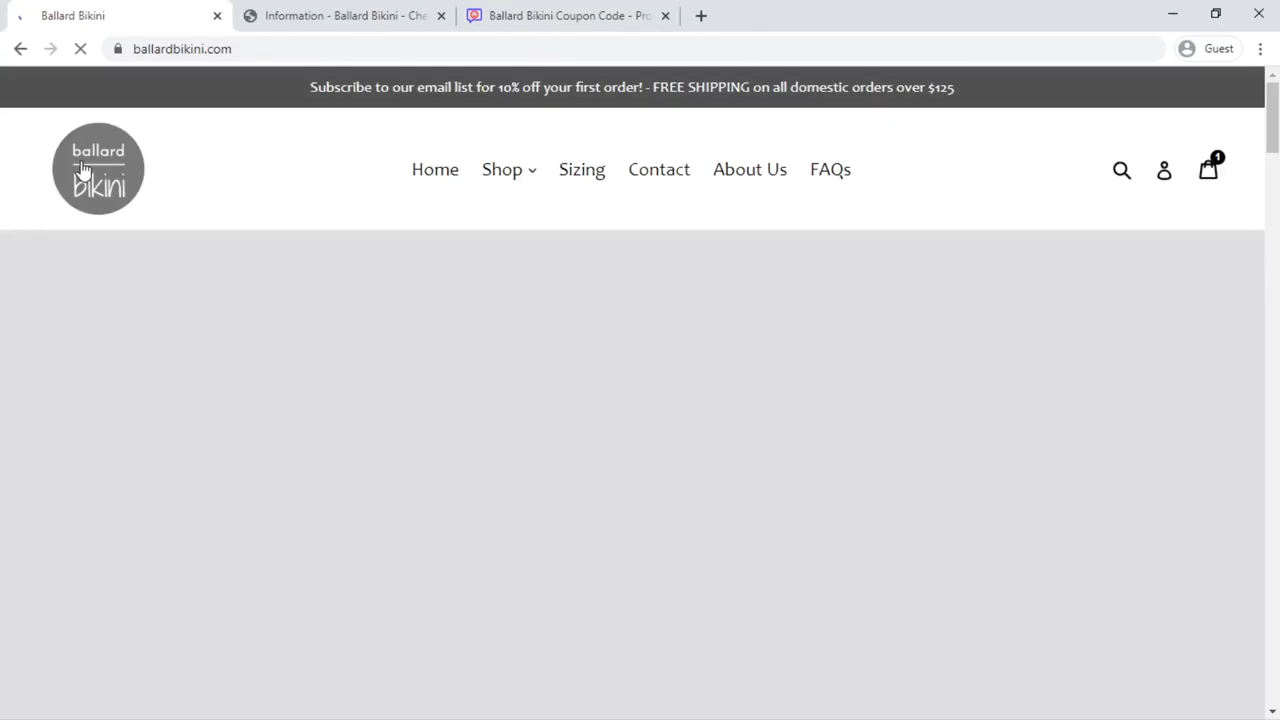 Ballard Bikini
Information - Ballard Bikini - Che
Ballard Bikini Coupon Code - Pro
ballardbikini.com
Guest
Subscribe to our email list for 10% off your first order! - FREE SHIPPING on all domestic orders over $125
ballard
bikini
Home
Shop
Sizing
Contact
About Us
FAQs
1